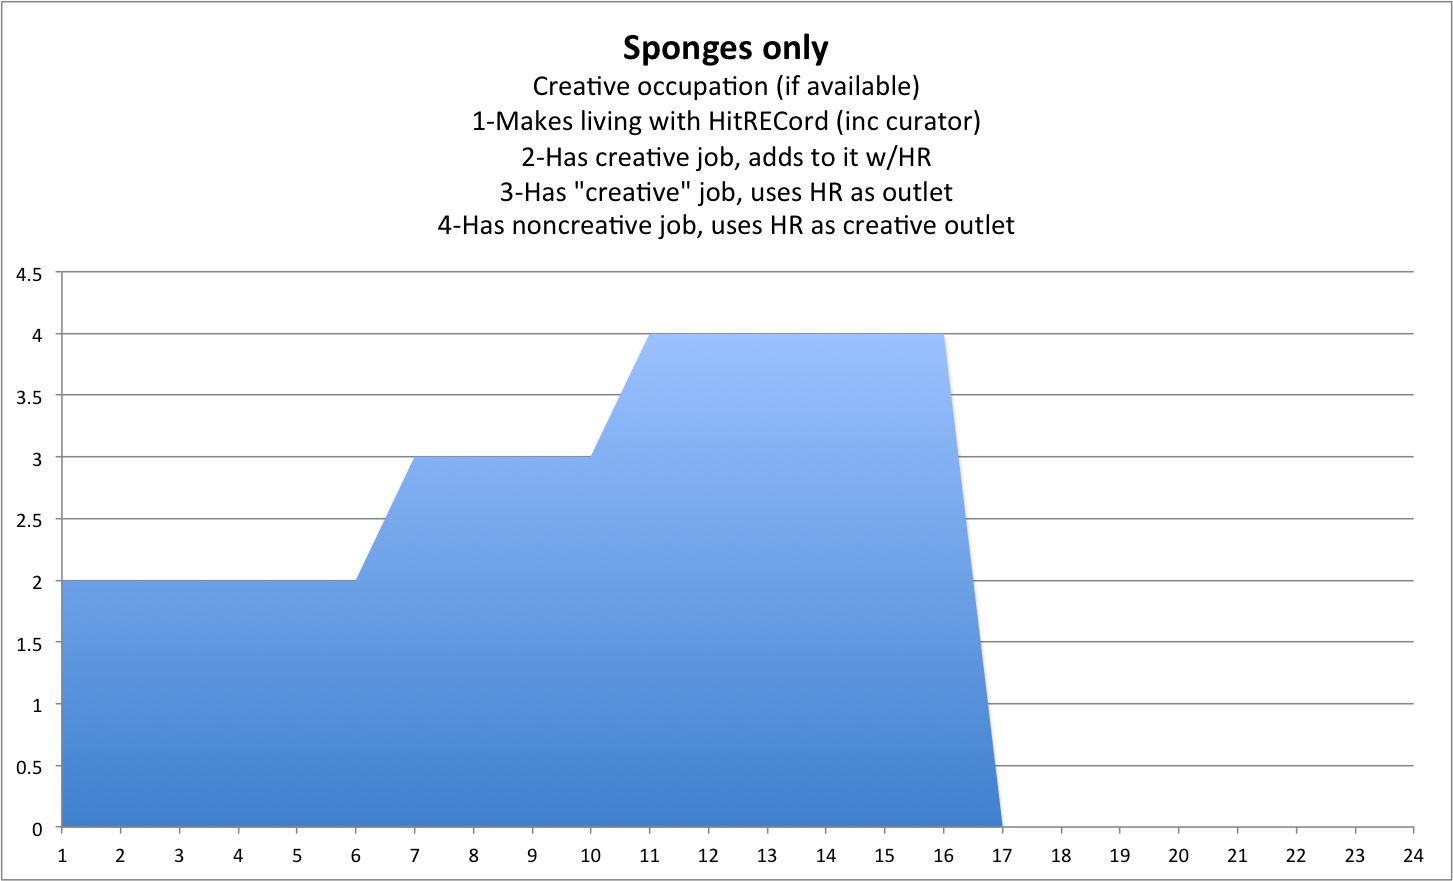 Sponges only
Creative occupation (if available)
1-Makes living with HitRECord (inc curator)
2-Has creative job, adds to it w/HR
3-Has "creative" job, uses HR as outlet
4-Has noncreative job, uses HR as creative outlet
4.5
4
3.5
3
2.5
2
1.5
1
0.5
0
1 2 3 4 5 6 7 8 9 10 11 12 13 14 15 16 17 18 19 20 21 22 23 24